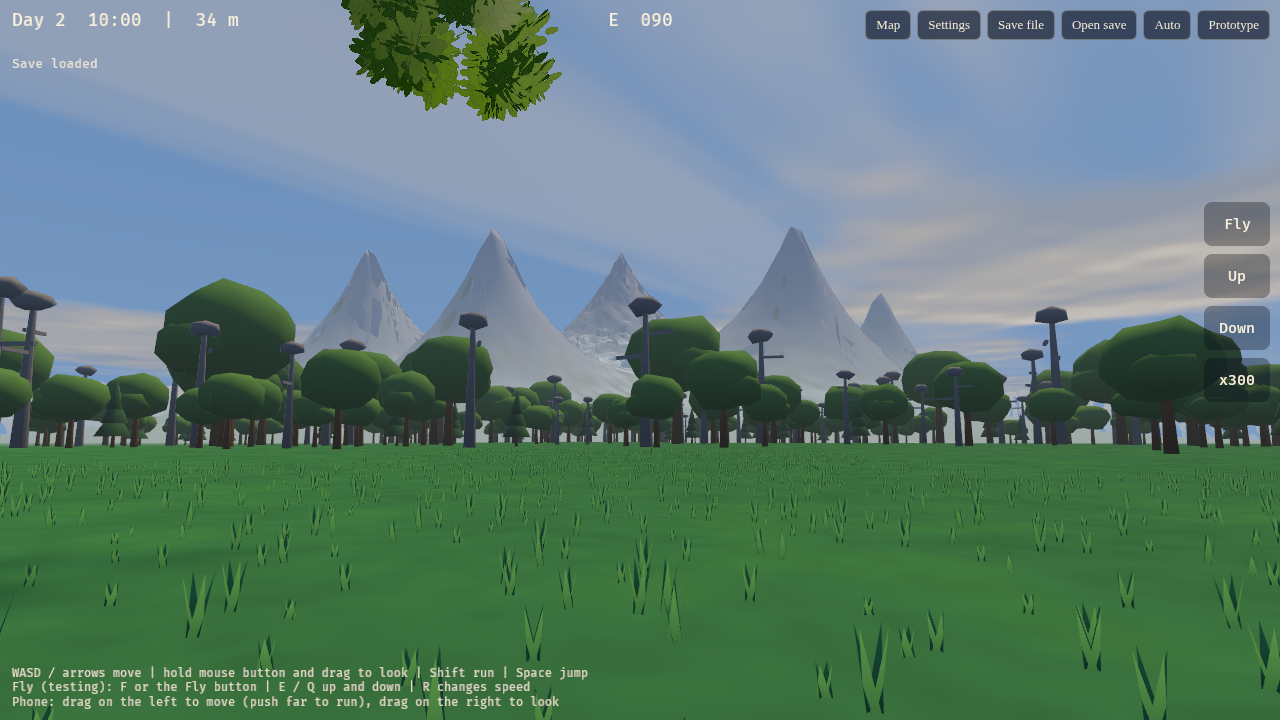 Day 2  10:00  |  34 m
E  090
Map
Settings
Save file
Open save
Auto
Prototype
Save loaded
Fly
Up
Down
x300
WASD / arrows move | hold mouse button and drag to look | Shift run | Space jump
Fly (testing): F or the Fly button | E / Q up and down | R changes speed
Phone: drag on the left to move (push far to run), drag on the right to look